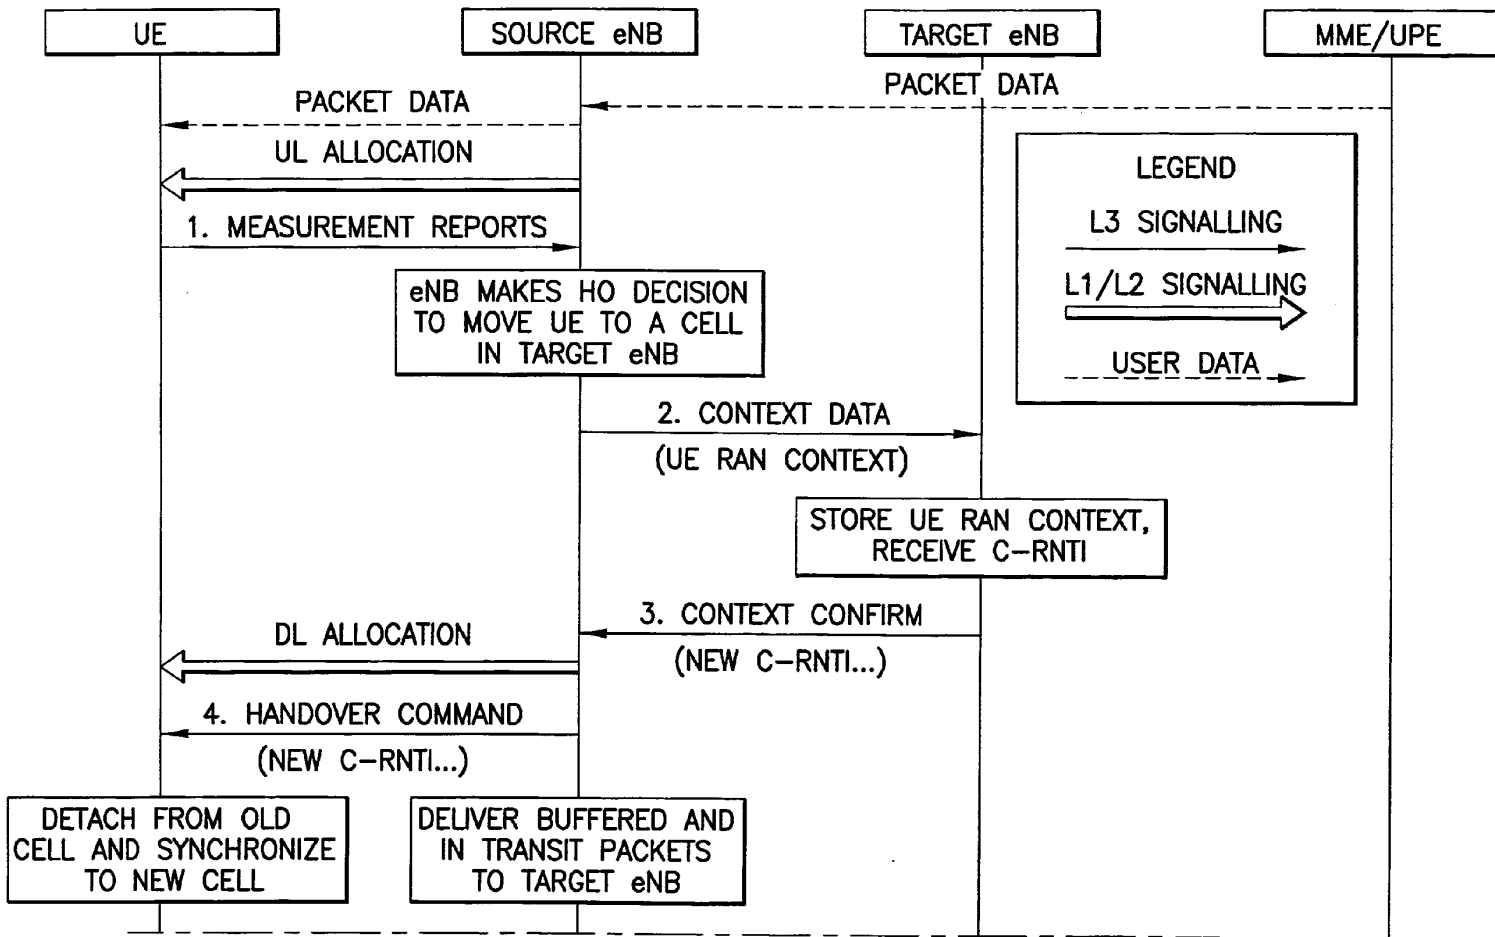 UE
SOURCE eNB
TARGET eNB
MME/UPE
PACKET DATA
PACKET DATA
UL ALLOCATION
LEGEND
L3 SIGNALLING
L1/L2 SIGNALLING
USER DATA
1. MEASUREMENT REPORTS
eNB MAKES HO DECISION
TO MOVE UE TO A CELL
IN TARGET eNB
2. CONTEXT DATA
(UE RAN CONTEXT)
STORE UE RAN CONTEXT,
RECEIVE C-RNTI
3. CONTEXT CONFIRM
(NEW C-RNTI...)
DL ALLOCATION
4. HANDOVER COMMAND
(NEW C-RNTI...)
DETACH FROM OLD
CELL AND SYNCHRONIZE
TO NEW CELL
DELIVER BUFFERED AND
IN TRANSIT PACKETS
TO TARGET eNB